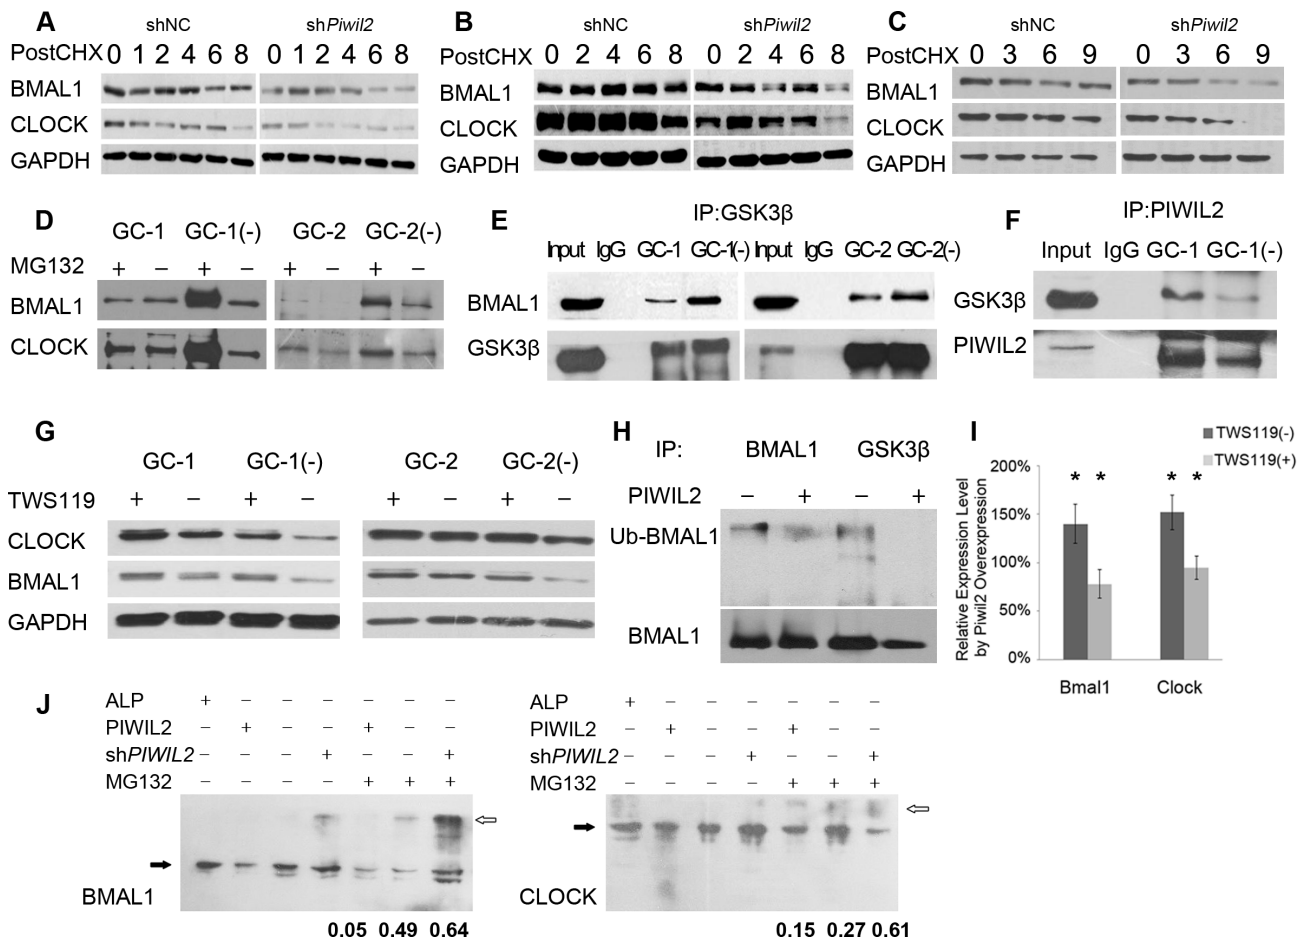 A shNC shPiwil2
PostCHX 0 1 2 4 6 8 0 1 2 4 6 8
BMAL1
CLOCK
GAPDH
B shNC shPiwil2
PostCHX 0 2 4 6 8 0 2 4 6 8
BMAL1
CLOCK
GAPDH
C shNC shPiwil2
PostCHX 0 3 6 9 0 3 6 9
BMAL1
CLOCK
GAPDH
D GC-1 GC-1(-) GC-2 GC-2(-)
MG132 + − + − + − + −
BMAL1
CLOCK
E IP:GSK3β
Input IgG GC-1 GC-1(-) Input IgG GC-2 GC-2(-)
BMAL1
GSK3β
F IP:PIWIL2
Input IgG GC-1 GC-1(-)
GSK3β
PIWIL2
G GC-1 GC-1(-) GC-2 GC-2(-)
TWS119 + − + − + − + −
CLOCK
BMAL1
GAPDH
H IP: BMAL1 GSK3β
PIWIL2 − + − +
Ub-BMAL1
BMAL1
I
TWS119(-)
TWS119(+)
Relative Expression Level
by Piwil2 Overexpression
200%
150%
100%
50%
0%
* * * *
Bmal1 Clock
J
ALP + − − − − − −
PIWIL2 − + − − + − −
shPIWIL2 − − − + − − +
MG132 − − − − + + +
BMAL1
0.05 0.49 0.64
ALP + − − − − − −
PIWIL2 − + − − + − −
shPIWIL2 − − − + − − +
MG132 − − − − + + +
CLOCK
0.15 0.27 0.61